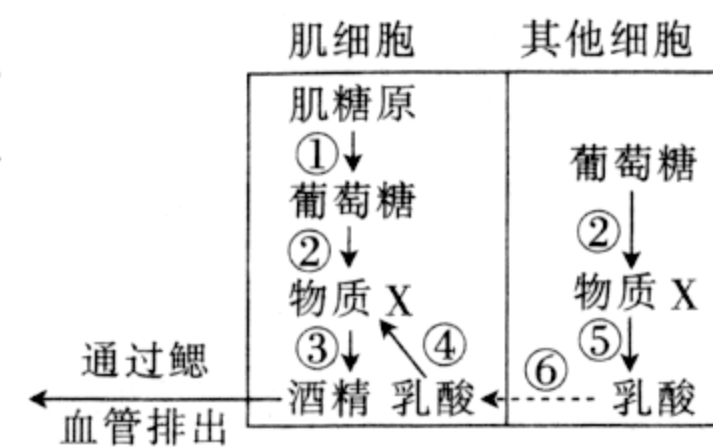 肌细胞 其他细胞
肌糖原
①
葡萄糖 葡萄糖
② ②
物质 X 物质 X
③ ④ ⑤
通过鳃 ⑥
酒精 乳酸 乳酸
血管排出